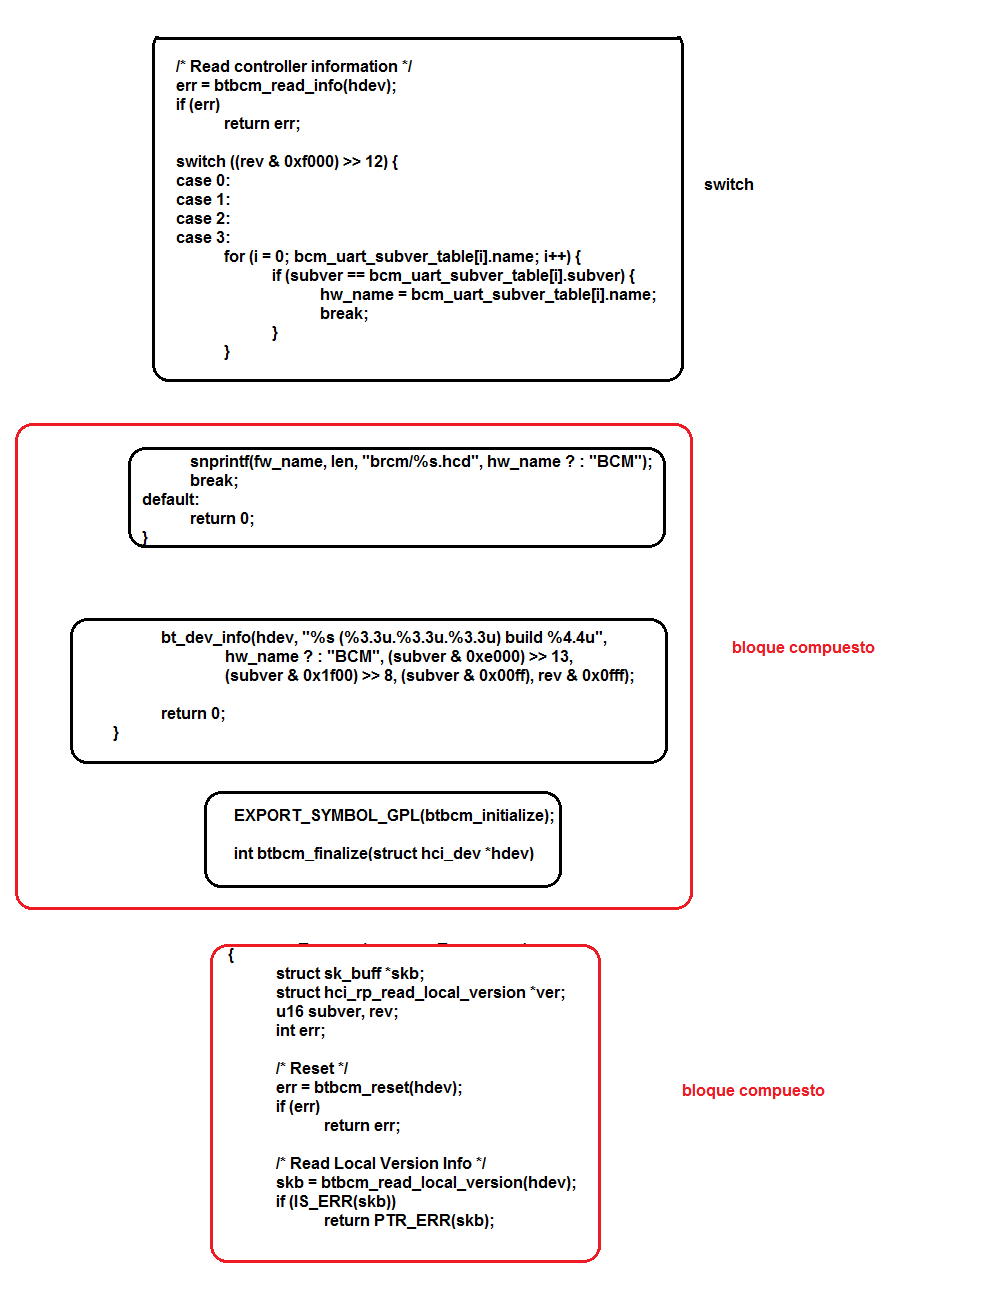 /* Read controller information */
err = btbcm_read_info(hdev);
if (err)
return err;
switch ((rev & 0xf000) >> 12) {
switch
case 0:
case 1:
case 2:
case 3:
for (i = 0; bcm_uart_subver_table[i].name; i++) {
if (subver == bcm_uart_subver_table[i].subver) {
hw_name = bcm_uart_subver_table[i].name;
break;
}
}
snprintf(fw_name, len, "brcm/%s.hcd", hw_name ? : "BCM");
break;
default:
return 0;
}
bt_dev_info(hdev, "%s (%3.3u.%3.3u.%3.3u) build %4.4u",
hw_name ? : "BCM", (subver & 0xe000) >> 13,
(subver & 0x1f00) >> 8, (subver & 0x00ff), rev & 0x0fff);
return 0;
}
bloque compuesto
EXPORT_SYMBOL_GPL(btbcm_initialize);
int btbcm_finalize(struct hci_dev *hdev)
{
struct sk_buff *skb;
struct hci_rp_read_local_version *ver;
u16 subver, rev;
int err;
/* Reset */
err = btbcm_reset(hdev);
if (err)
return err;
bloque compuesto
/* Read Local Version Info */
skb = btbcm_read_local_version(hdev);
if (IS_ERR(skb))
return PTR_ERR(skb);